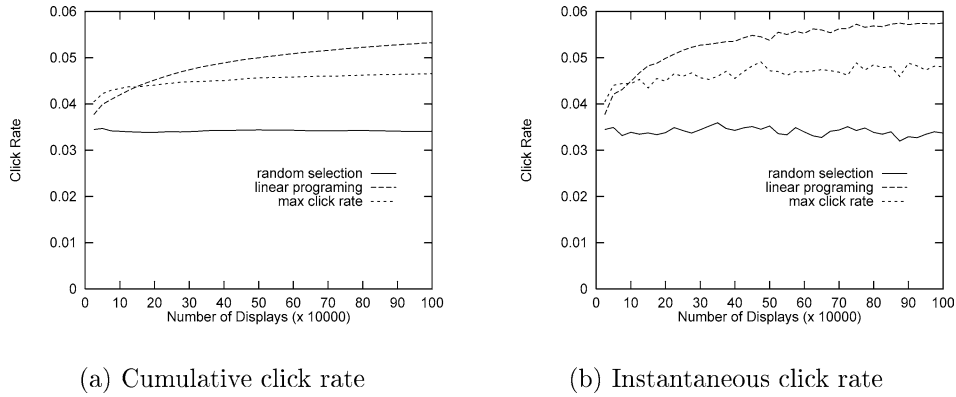 0.06
0.05
0.04
0.03
0.02
0.01
0
Click Rate
random selection
linear programing
max click rate
0 10 20 30 40 50 60 70 80 90 100
Number of Displays (x 10000)
(a) Cumulative click rate
0.06
0.05
0.04
0.03
0.02
0.01
0
Click Rate
random selection
linear programing
max click rate
0 10 20 30 40 50 60 70 80 90 100
Number of Displays (x 10000)
(b) Instantaneous click rate